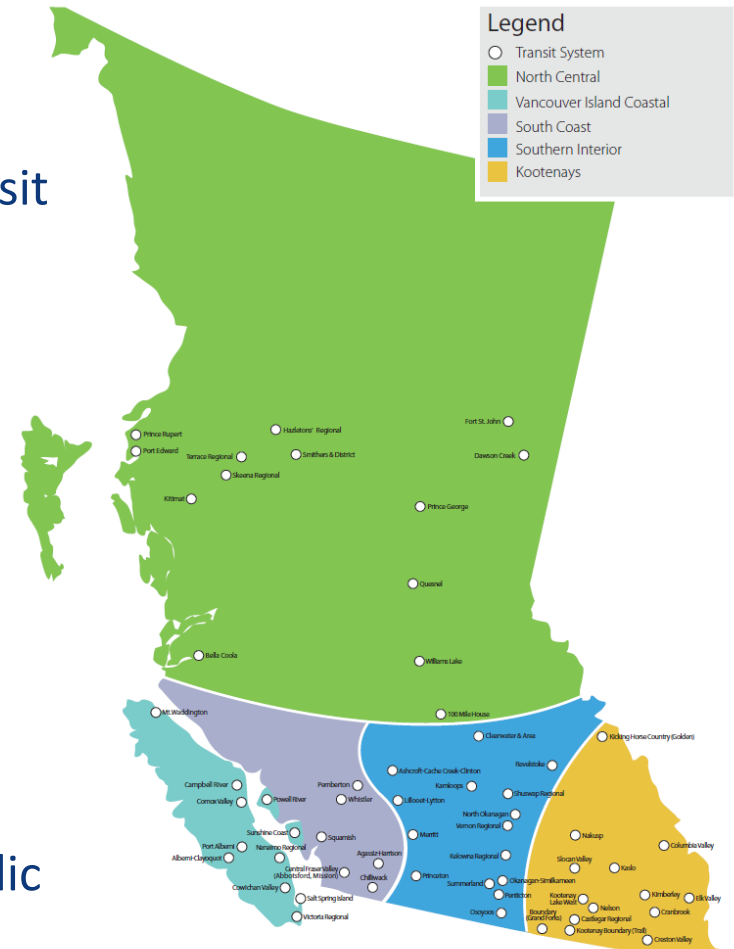 Legend
Transit System
North Central
Vancouver Island Coastal
South Coast
Southern Interior
Kootenays
sit
Prince Rupert
Port Edward
Hazeltons' Regional
Terrace Regional
Smithers & District
Skeena Regional
Kitimat
Fort St. John
Dawson Creek
Prince George
Quesnel
Bella Coola
Williams Lake
100 Mile House
Mt.Waddington
Clearwater & Area
Kicking Horse Country (Golden)
Revelstoke
Ashcroft-Cache Creek-Clinton
Campbell River
Pemberton
Kamloops
Shuswap Regional
Comox Valley
Powell River
Whistler
Lillooet-Lytton
North Okanagan
Vernon Regional
Sunshine Coast
Squamish
Merritt
Nakusp
Columbia Valley
Port Alberni
Nanaimo Regional
Agassiz-Harrison
Kelowna Regional
Alberni-Clayoquot
Slocan Valley
Kaslo
Central Fraser Valley
(Abbotsford, Mission)
Chilliwack
Princeton
Summerland
Okanagan-Similkameen
Penticton
dlic
Cowichan Valley
Salt Spring Island
Victoria Regional
Osoyoos
Kootenay
Lake West
Nelson
Kimberley
Elk Valley
Cranbrook
Boundary
(Grand Forks)
Castlegar Regional
Kootenay Boundary (Trail)
Creston Valley